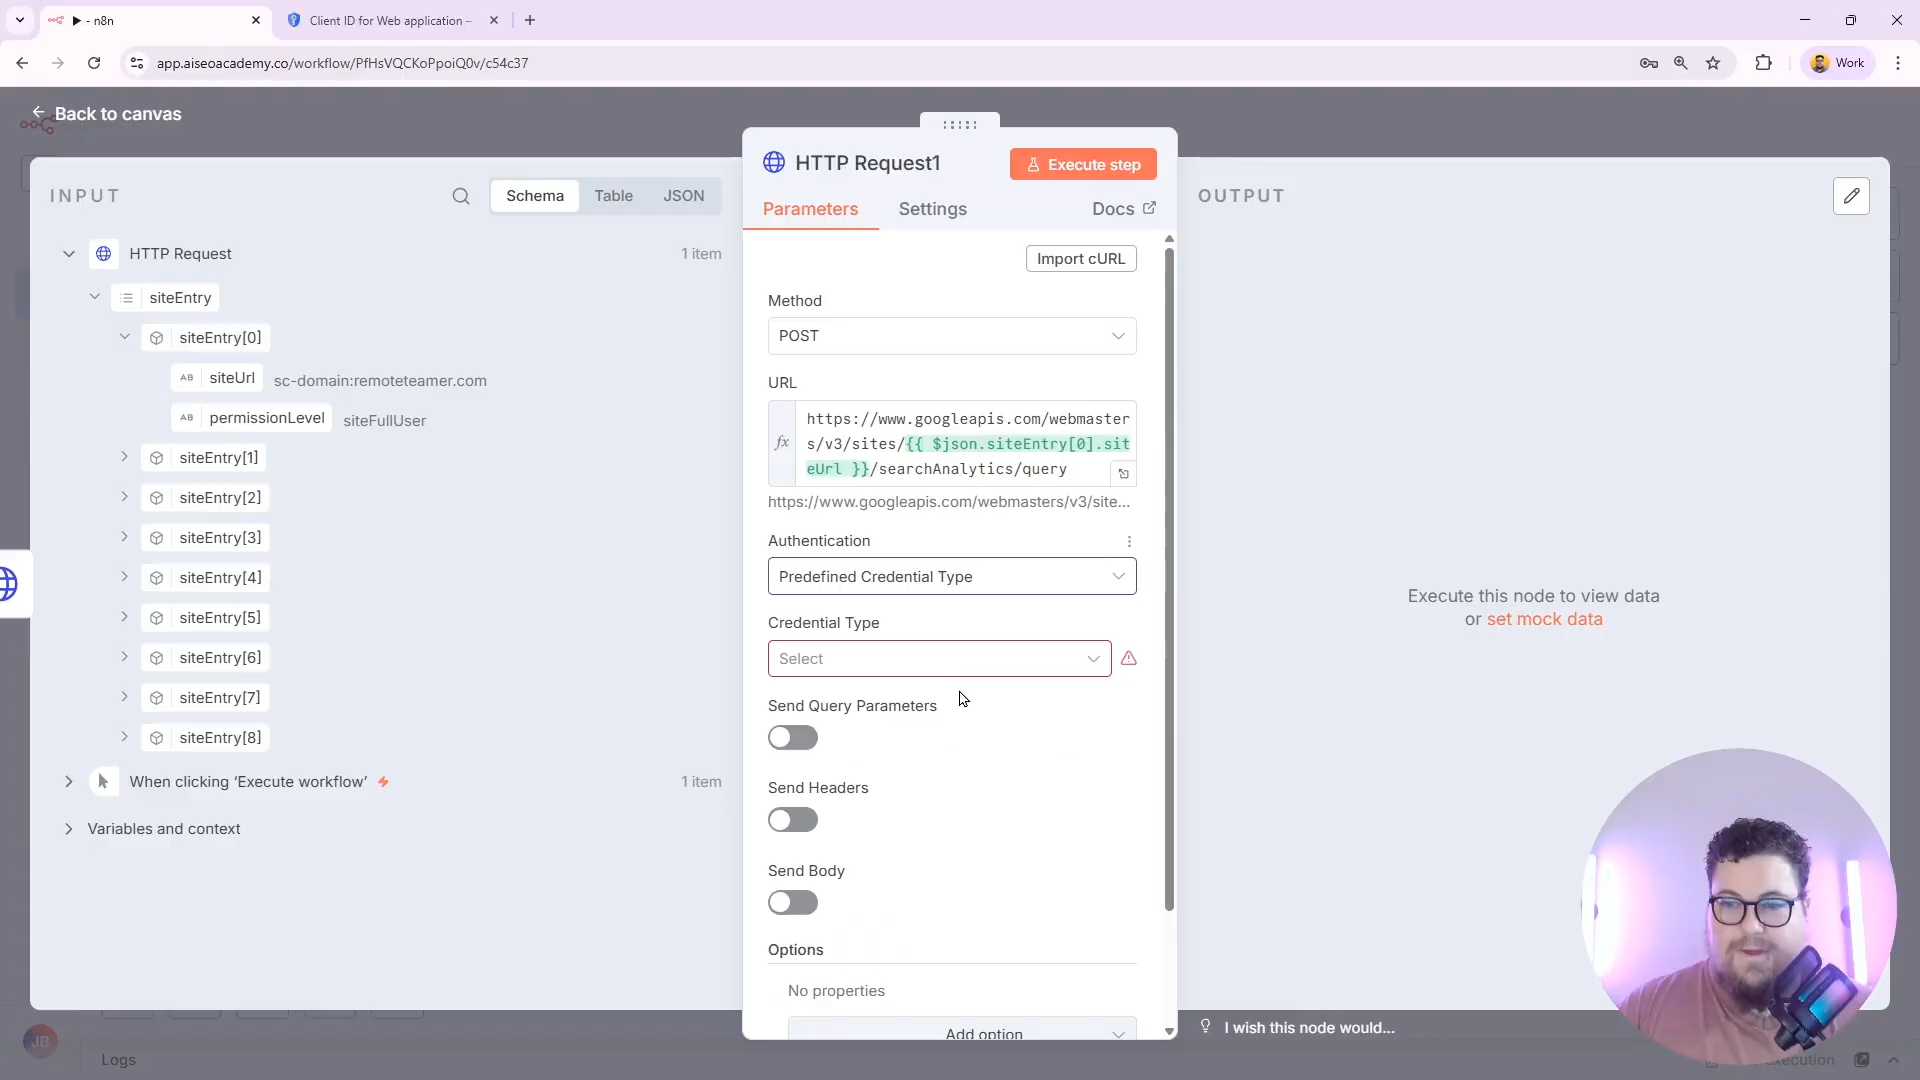 ▶ - n8n
Client ID for Web application –
app.aiseoacademy.co/workflow/PfHsVQCKoPpoiQ0v/c54c37
Work
Back to canvas
INPUT
Schema
Table
JSON
HTTP Request
1 item
siteEntry
siteEntry[0]
AB siteUrl sc-domain:remoteteamer.com
AB permissionLevel siteFullUser
siteEntry[1]
siteEntry[2]
siteEntry[3]
siteEntry[4]
siteEntry[5]
siteEntry[6]
siteEntry[7]
siteEntry[8]
When clicking ‘Execute workflow’
1 item
Variables and context
HTTP Request1
Execute step
Parameters
Settings
Docs
Import cURL
Method
POST
URL
fx
https://www.googleapis.com/webmaster
s/v3/sites/{{ $json.siteEntry[0].sit
eUrl }}/searchAnalytics/query
https://www.googleapis.com/webmasters/v3/site...
Authentication
Predefined Credential Type
Credential Type
Select
Send Query Parameters
Send Headers
Send Body
Options
No properties
Add option
OUTPUT
Execute this node to view data
or set mock data
I wish this node would...
JB
Logs
execution